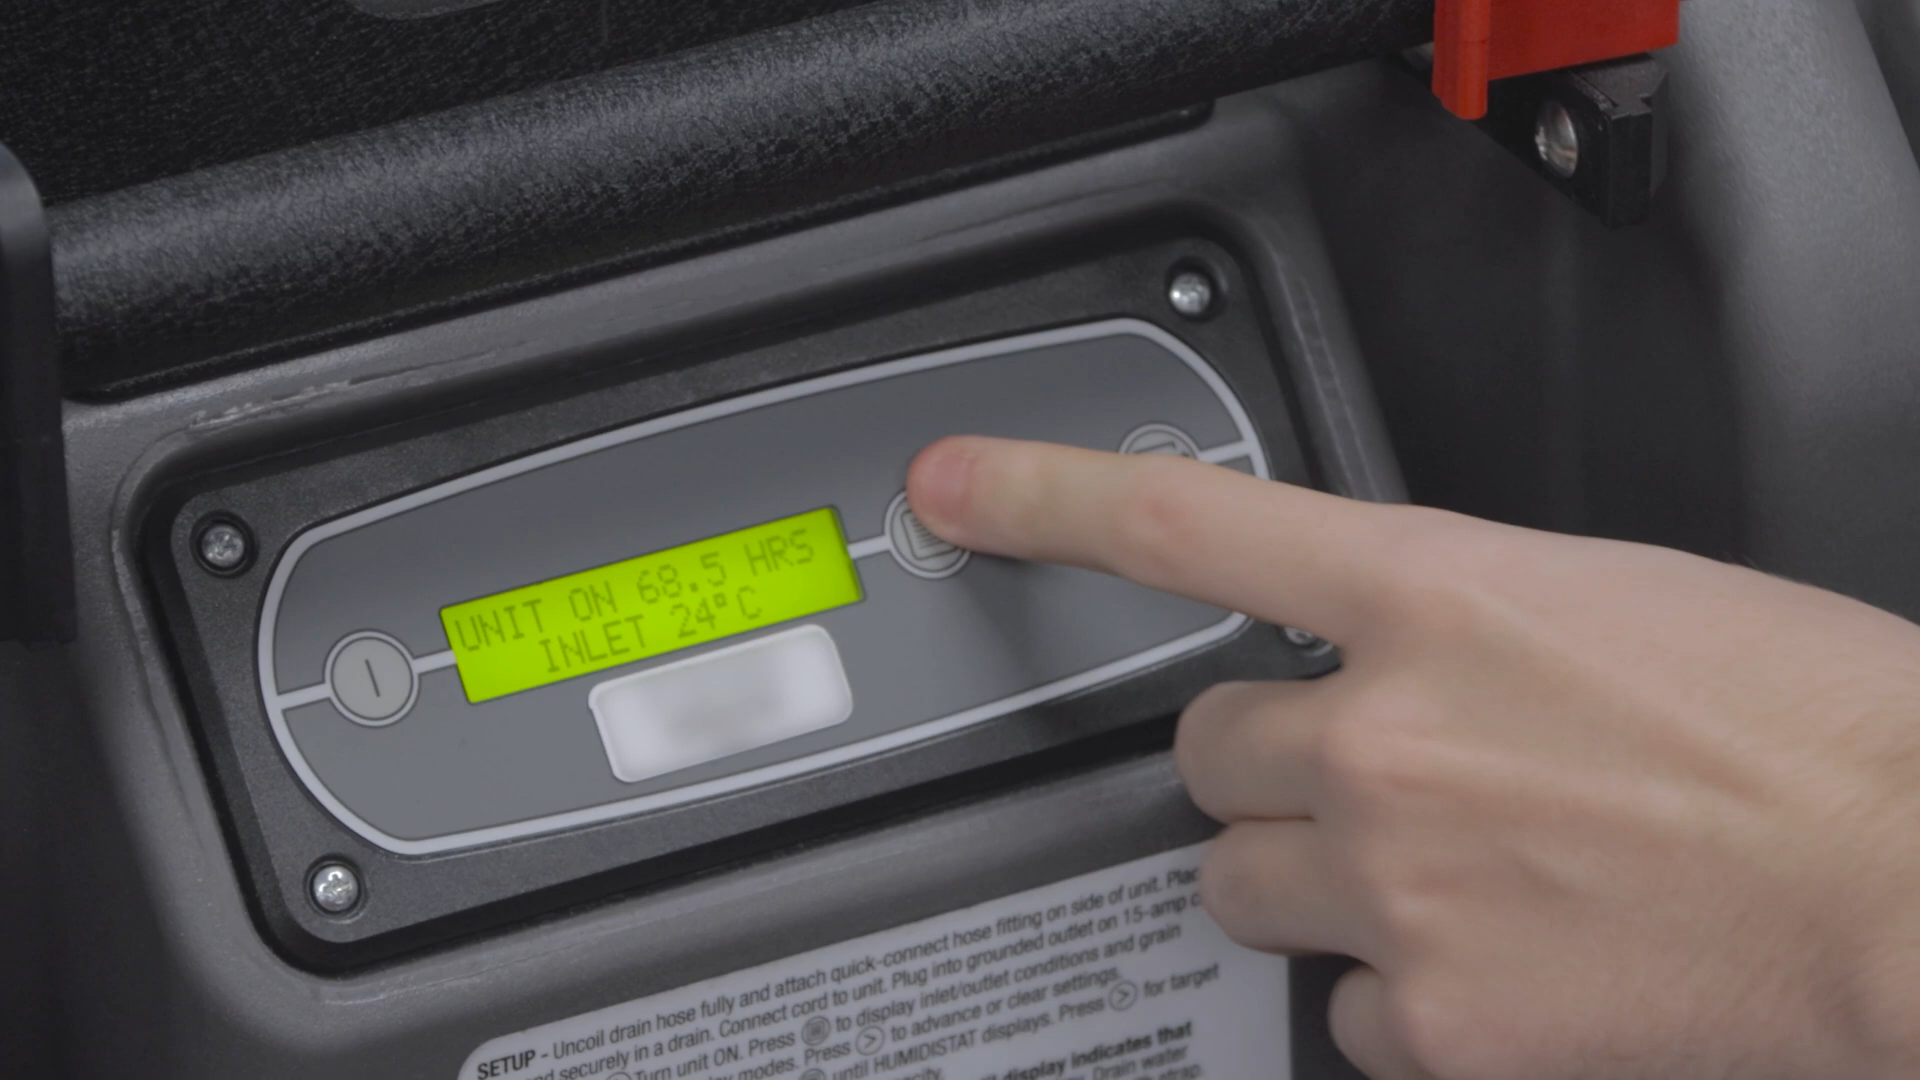 UNIT ON 68.5 HRS
INLET 24°C
SETUP - Uncoil drain hose fully and attach quick-connect hose fitting on side of unit.
securely in a drain. Connect cord to unit. Plug into grounded outlet on 15-amp
Turn unit ON. Press to display inlet/outlet conditions and grain
modes. Press > to advance or clear settings.
until HUMIDISTAT displays. Press > for target
display indicates that
Drain water